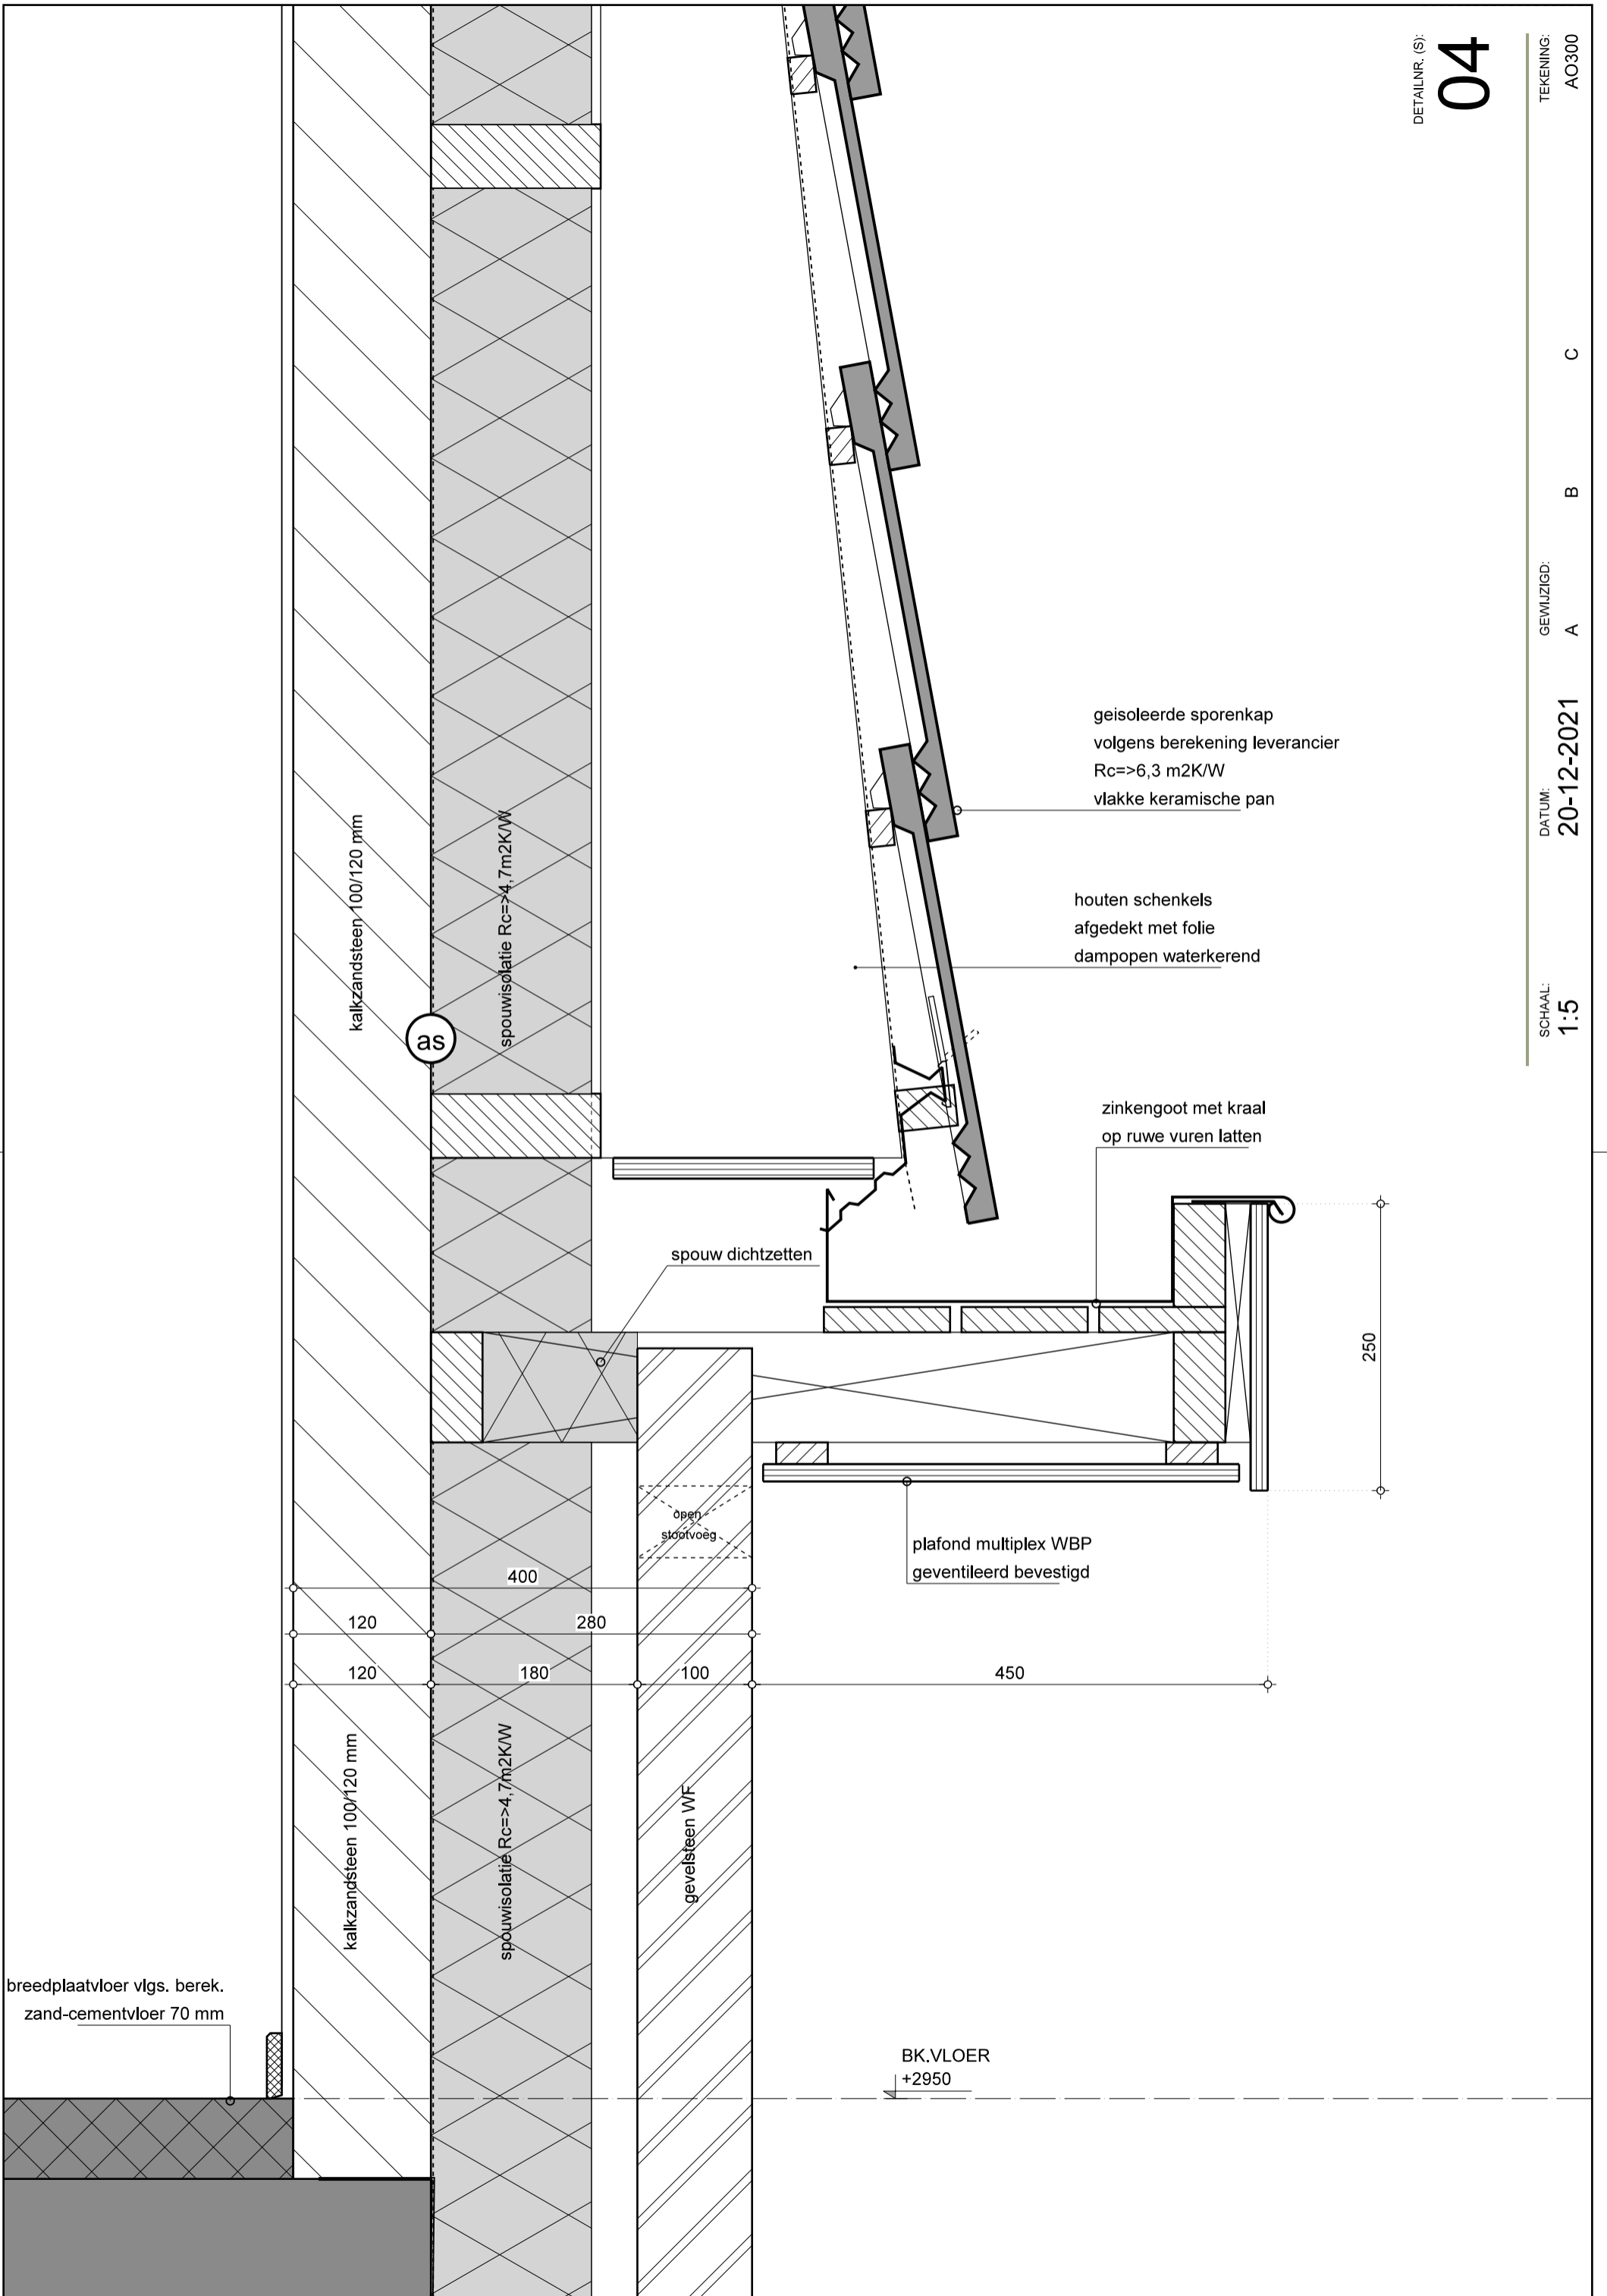 DETAILNR. (S):
04
TEKENING:
AO300
GEWIJZIGD:
A B C
DATUM:
20-12-2021
SCHAAL:
1:5
geisoleerde sporenkap
volgens berekening leverancier
Rc=>6,3 m2K/W
vlakke keramische pan
kalkzandsteen 100/120 mm
spouwisolatie Rc=>4,7m2K/W
houten schenkels
afgedekt met folie
dampopen waterkerend
as
zinkengoot met kraal
op ruwe vuren latten
spouw dichtzetten
250
open
stootvoeg
plafond multiplex WBP
geventileerd bevestigd
400
120
280
120
180
100
450
kalkzandsteen 100/120 mm
spouwisolatie Rc=>4,7m2K/W
gevelsteen WF
breedplaatvloer vlgs. berek.
zand-cementvloer 70 mm
BK.VLOER
+2950